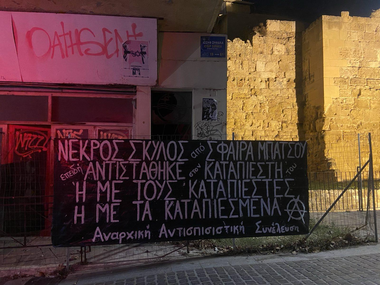 DEATHSENT
ΝΕΚΡΟΣ ΣΚΥΛΟΣ από ΣΦΑΙΡΑ ΜΠΑΤΣΟΥ
επειδή ΑΝΤΙΣΤΑΘΗΚΕ στον ΚΑΤΑΠΙΕΣΤΗ του
Ή ΜΕ ΤΟΥΣ ΚΑΤΑΠΙΕΣΤΕΣ
Ή ΜΕ ΤΑ ΚΑΤΑΠΙΕΣΜΕΝΑ
Αναρχική Αντισπισιστική Συνέλευση